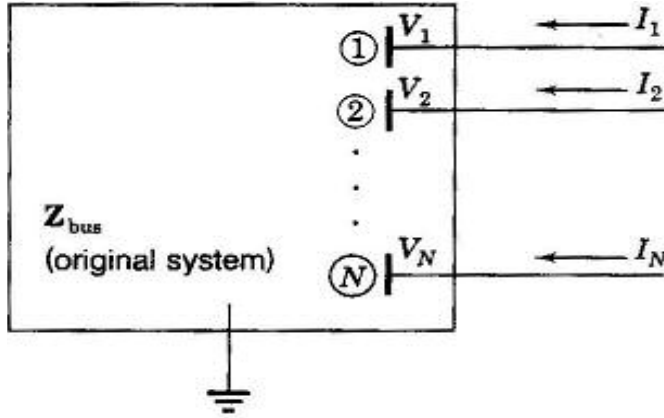 ① V₁ I₁
② V₂ I₂
Z_bus
(original system)
Ⓝ V_N I_N